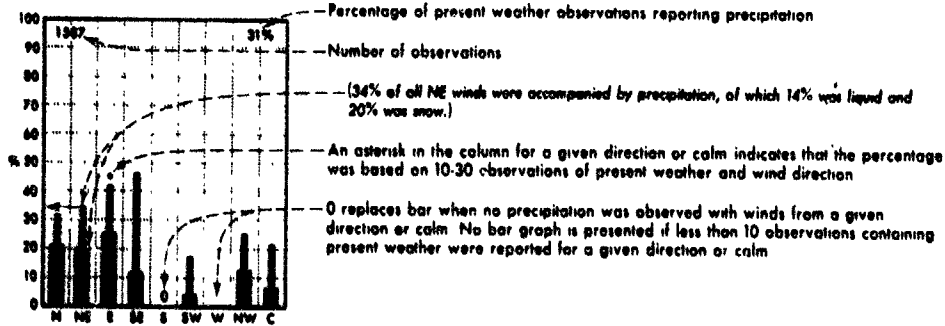 Percentage of present weather observations reporting precipitation
100
1387
31%
90
Number of observations
80
(34% of all NE winds were accompanied by precipitation, of which 14% was liquid and
20% was snow.)
70
60
An asterisk in the column for a given direction or calm indicates that the percentage
was based on 10-30 observations of present weather and wind direction
%
50
40
30
0 replaces bar when no precipitation was observed with winds from a given
direction or calm No bar graph is presented if less than 10 observations containing
present weather were reported for a given direction or calm
20
10
0
0
N NE E SE S SW W NW C